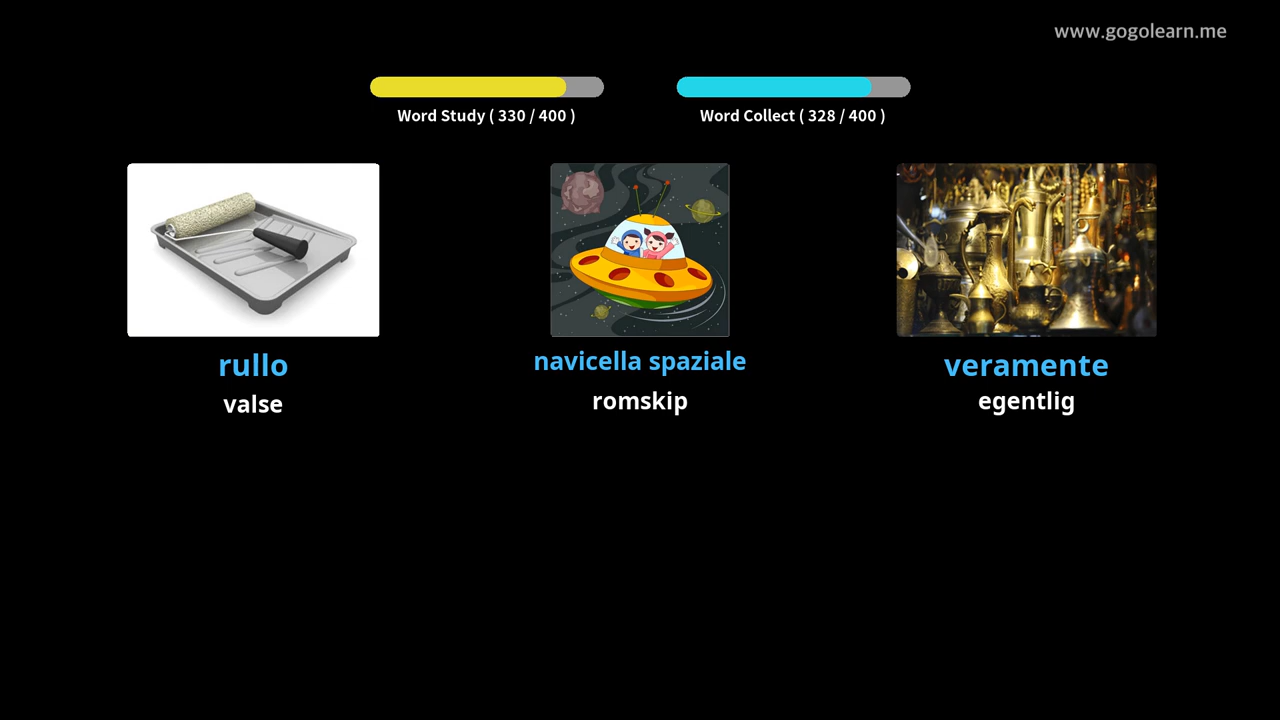 www.gogolearn.me
Word Study ( 330 / 400 )
Word Collect ( 328 / 400 )
rullo
valse
navicella spaziale
romskip
veramente
egentlig